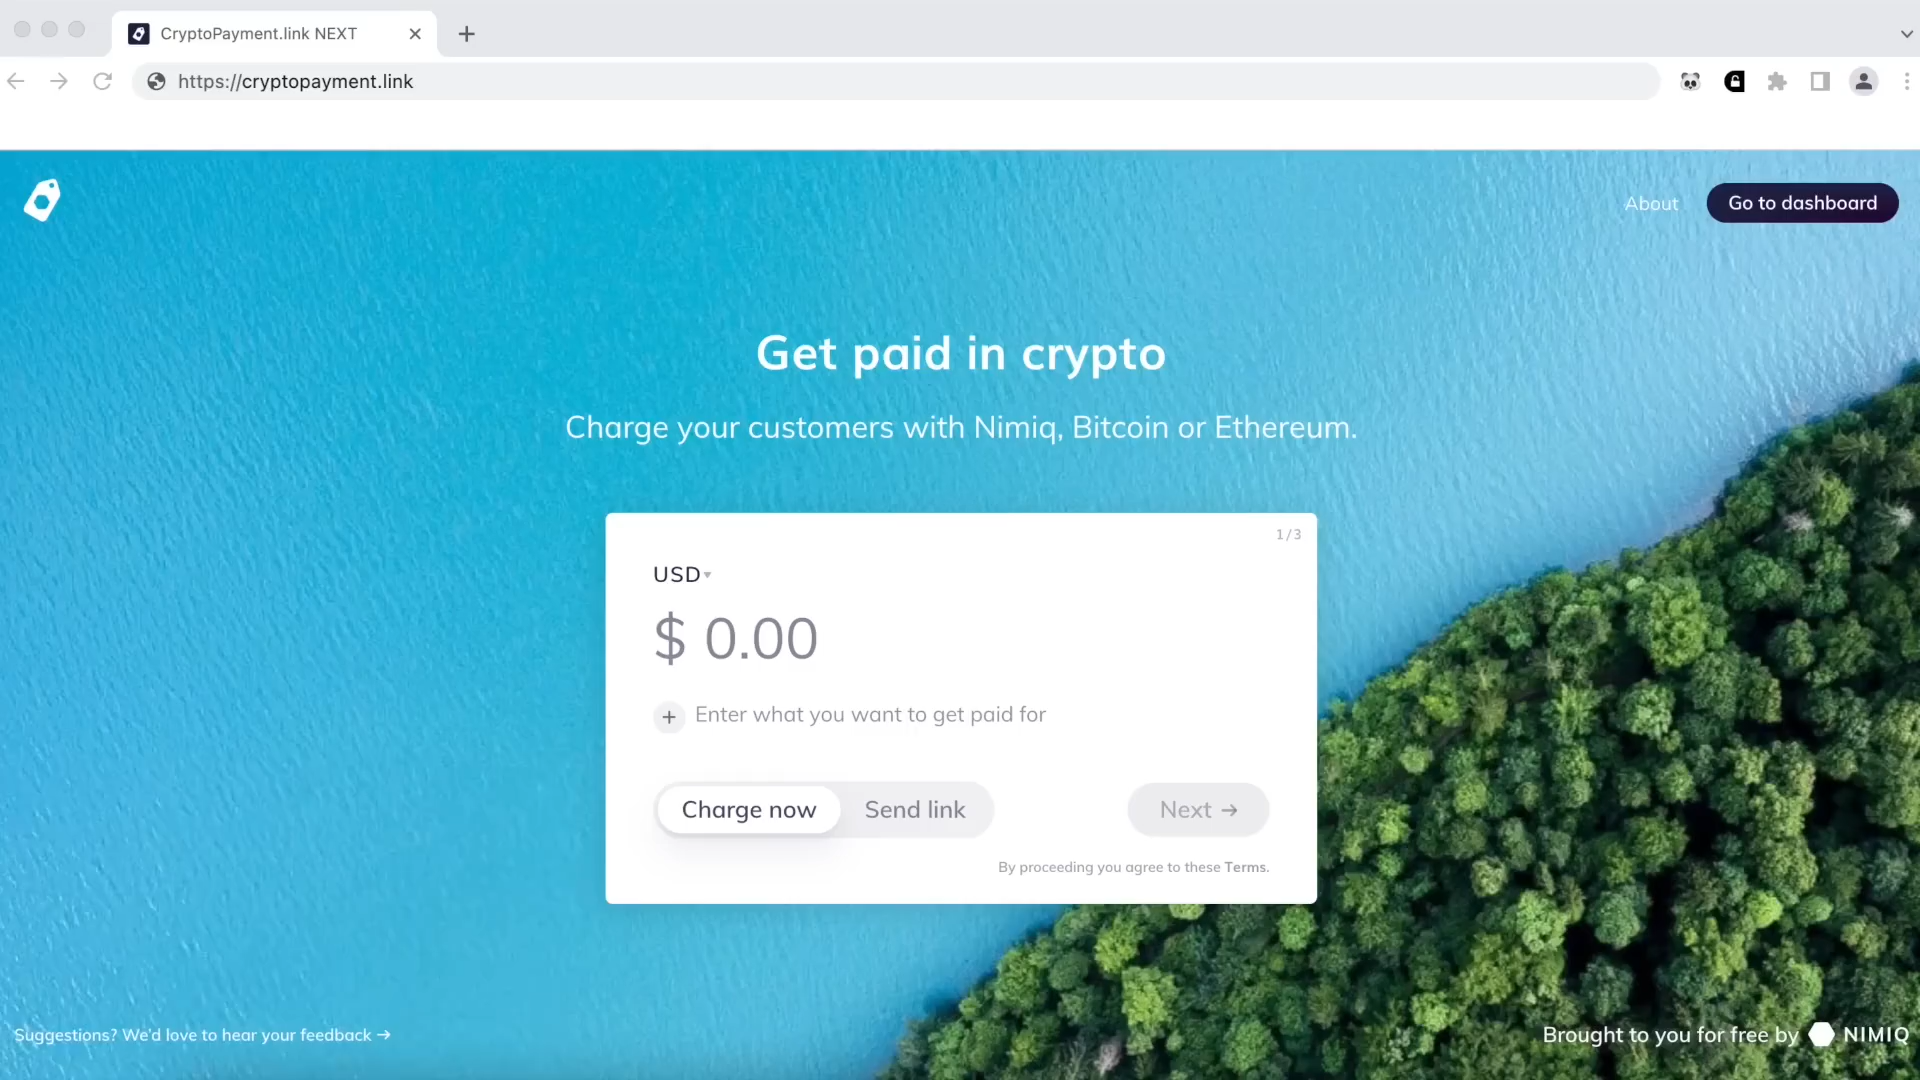 CryptoPayment.link NEXT
https://cryptopayment.link
About
Go to dashboard
Get paid in crypto
Charge your customers with Nimiq, Bitcoin or Ethereum.
1/3
USD
$ 0.00
+ Enter what you want to get paid for
Charge now
Send link
Next →
By proceeding you agree to these Terms.
Suggestions? We'd love to hear your feedback →
Brought to you for free by NIMIQ